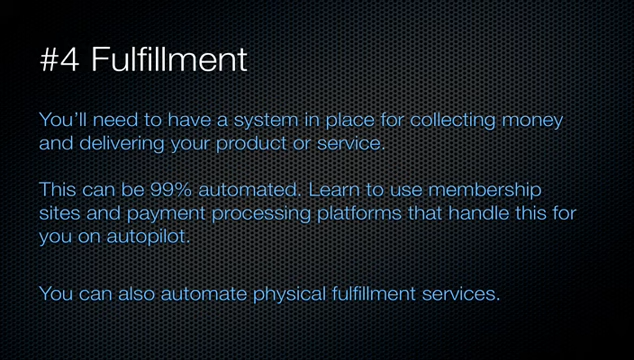 #4 Fulfillment
You’ll need to have a system in place for collecting money
and delivering your product or service.
This can be 99% automated. Learn to use membership
sites and payment processing platforms that handle this for
you on autopilot.
You can also automate physical fulfillment services.